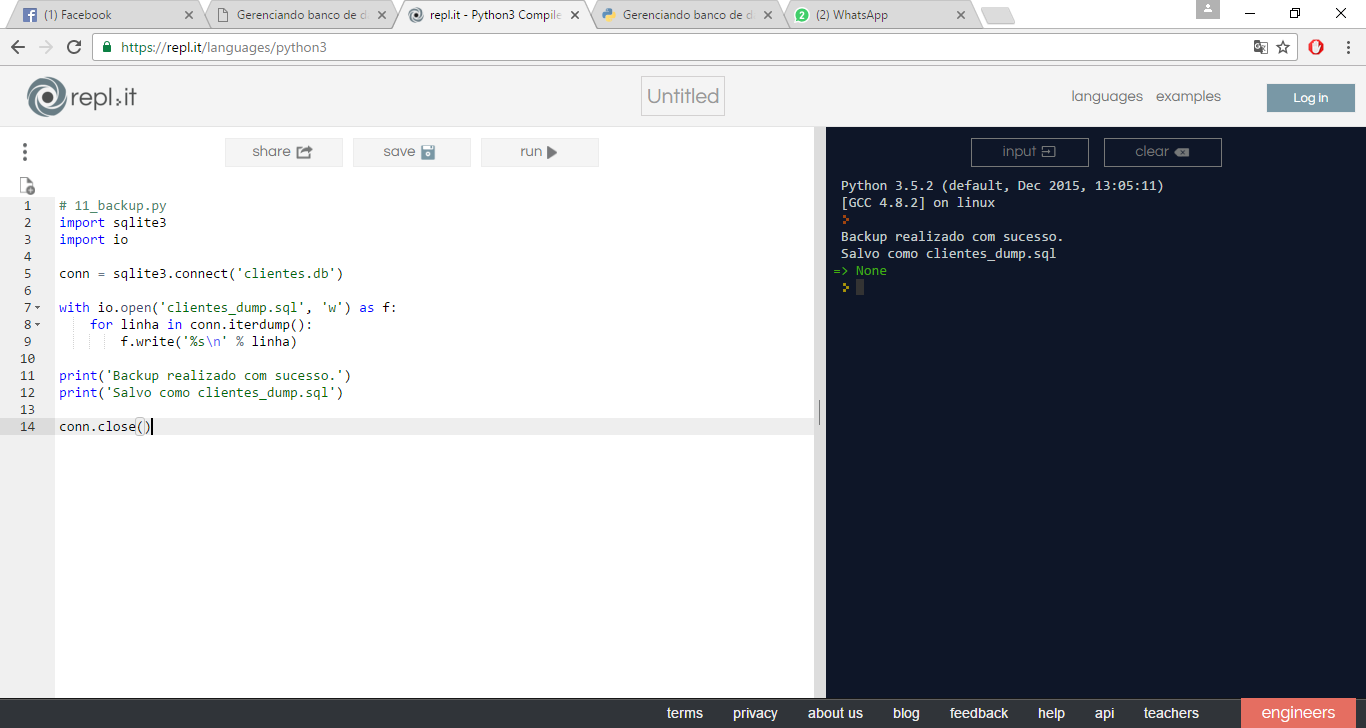 (1) Facebook
Gerenciando banco de d
repl.it - Python3 Compile
Gerenciando banco de d
2 (2) WhatsApp
https://repl.it/languages/python3
repl.it
Untitled
languages examples
Log in
share save run
input clear
1 # 11_backup.py
2 import sqlite3
3 import io
4
5 conn = sqlite3.connect('clientes.db')
6
7 with io.open('clientes_dump.sql', 'w') as f:
8 for linha in conn.iterdump():
9 f.write('%s\n' % linha)
10
11 print('Backup realizado com sucesso.')
12 print('Salvo como clientes_dump.sql')
13
14 conn.close()
Python 3.5.2 (default, Dec 2015, 13:05:11)
[GCC 4.8.2] on linux
Backup realizado com sucesso.
Salvo como clientes_dump.sql
=> None
terms privacy about us blog feedback help api teachers engineers